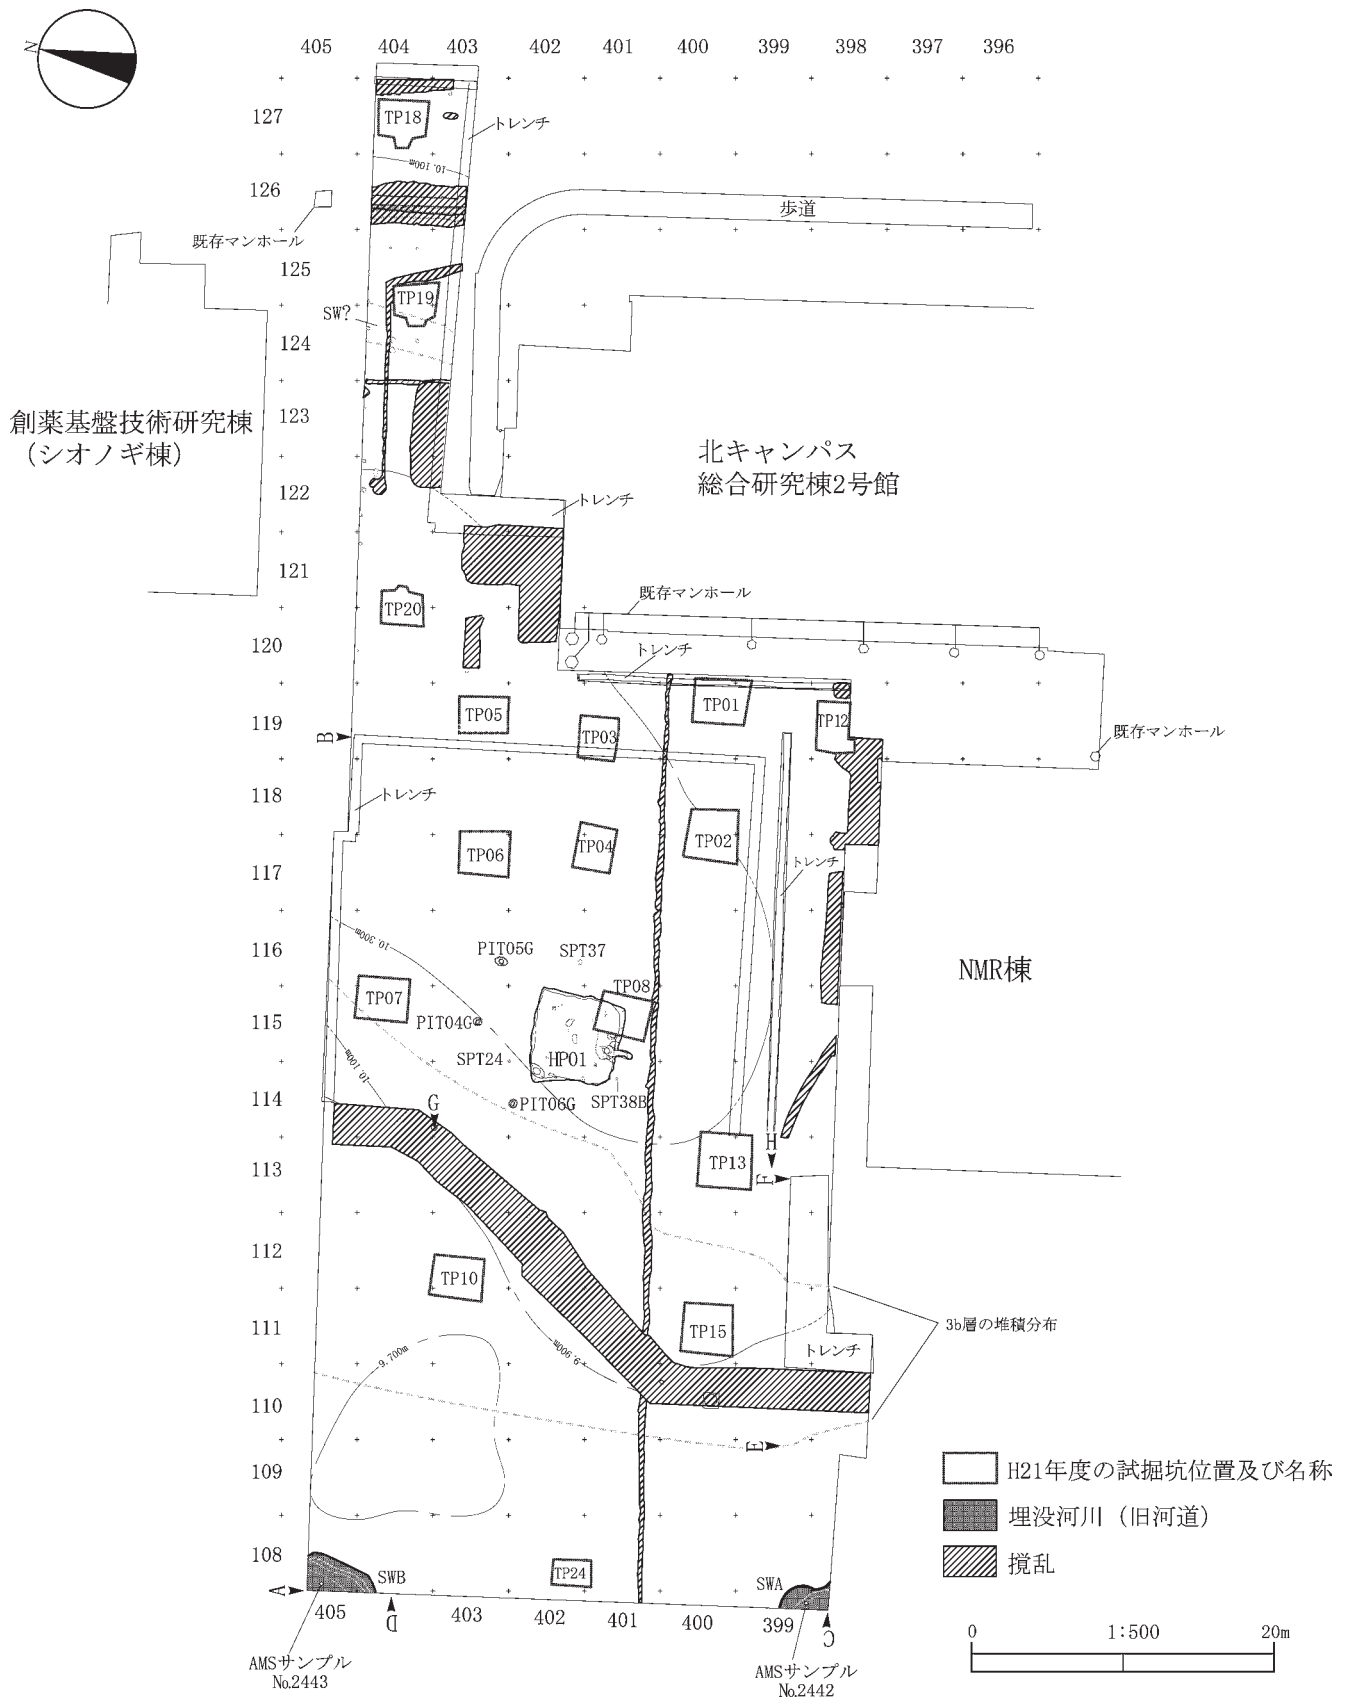 N
405 404 403 402 401 400 399 398 397 396
127
TP18
トレンチ
10.100m
126
歩道
既存マンホール
125
TP19
SW?
124
創薬基盤技術研究棟
（シオノギ棟）
123
北キャンパス
総合研究棟2号館
122
トレンチ
121
TP20
既存マンホール
120
トレンチ
119
TP05
TP03
TP01
TP12
既存マンホール
B
118
トレンチ
117
TP06
TP04
TP02
トレンチ
116
10.300m
PIT05G
SPT37
NMR棟
TP07
TP08
115
PIT04G
SPT24
HP01
10.100m
114
G
PIT06G
SPT38B
H
113
TP13
F
112
TP10
111
TP15
3b層の堆積分布
9.900m
9.700m
トレンチ
110
E
109
H21年度の試掘坑位置及び名称
埋没河川（旧河道）
108
撹乱
TP24
SWB
SWA
A
405 403 402 401 400 399
D
C
0 1:500 20m
AMSサンプル
No.2443
AMSサンプル
No.2442